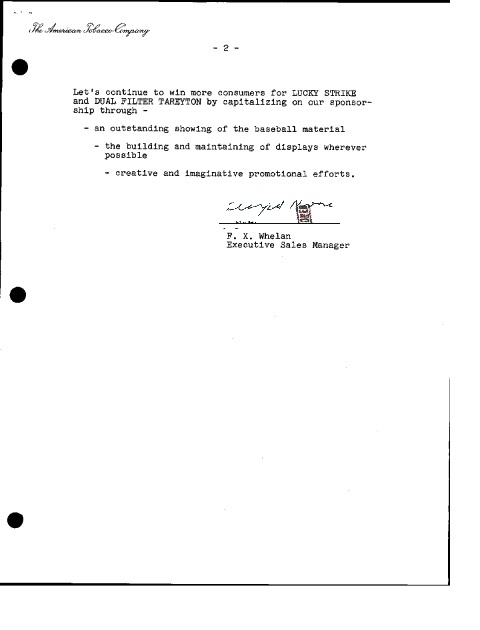 The American Tobacco Company
- 2 -
Let's continue to win more consumers for LUCKY STRIKE
and DUAL FILTER TAREYTON by capitalizing on our sponsor-
ship through -
- an outstanding showing of the baseball material
- the building and maintaining of displays wherever
possible
- creative and imaginative promotional efforts.
F. X. Whelan
Executive Sales Manager